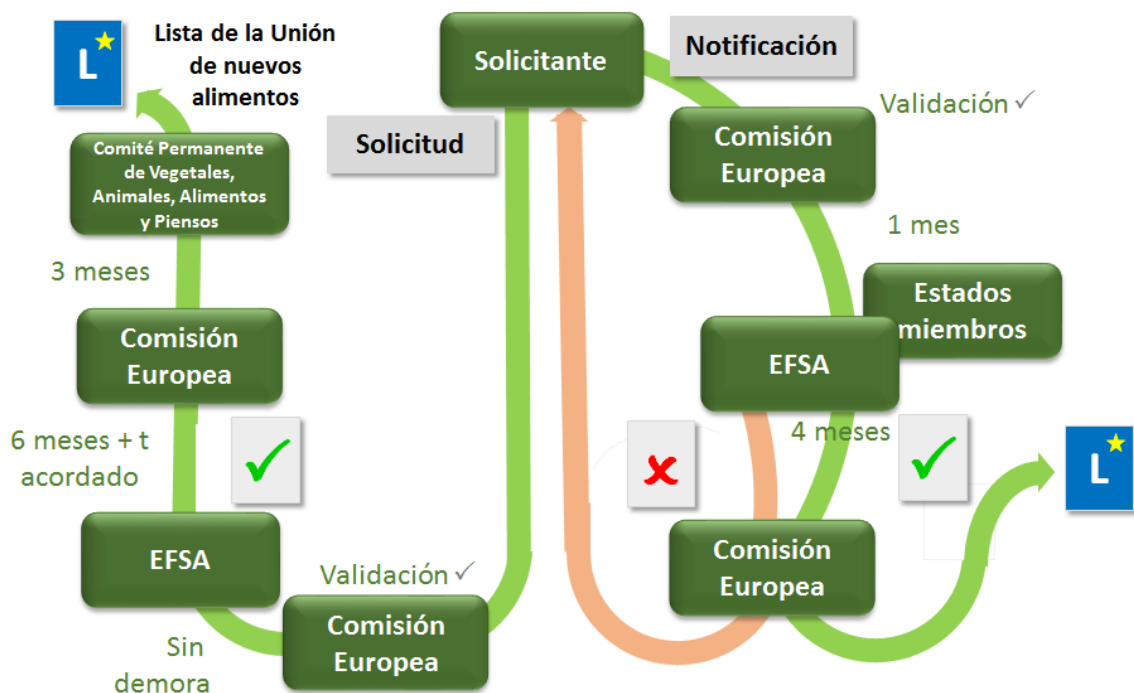 Solicitante
Notificación
Comisión
Europea
Validación ✓
1 mes
Estados
miembros
EFSA
4 meses
Comisión
Europea
L
Solicitud
Comisión
Europea
Validación ✓
Sin
demora
EFSA
6 meses + t
acordado
Comisión
Europea
3 meses
Comité Permanente
de Vegetales,
Animales, Alimentos
y Piensos
L
Lista de la Unión
de nuevos
alimentos